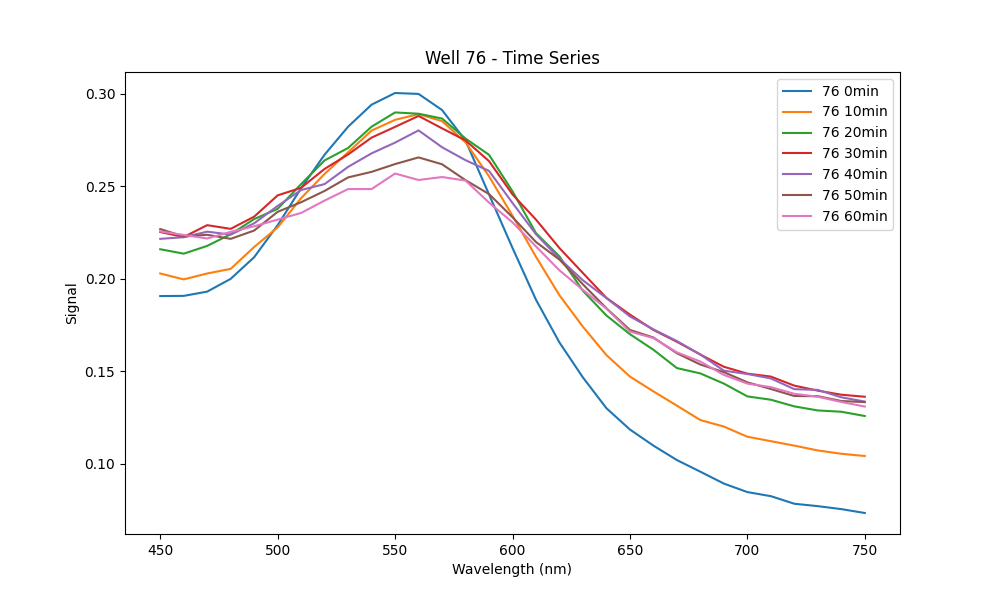 Well 76 - Time Series
Signal
0.30
0.25
0.20
0.15
0.10
450
500
550
600
650
700
750
Wavelength (nm)
76 0min
76 10min
76 20min
76 30min
76 40min
76 50min
76 60min